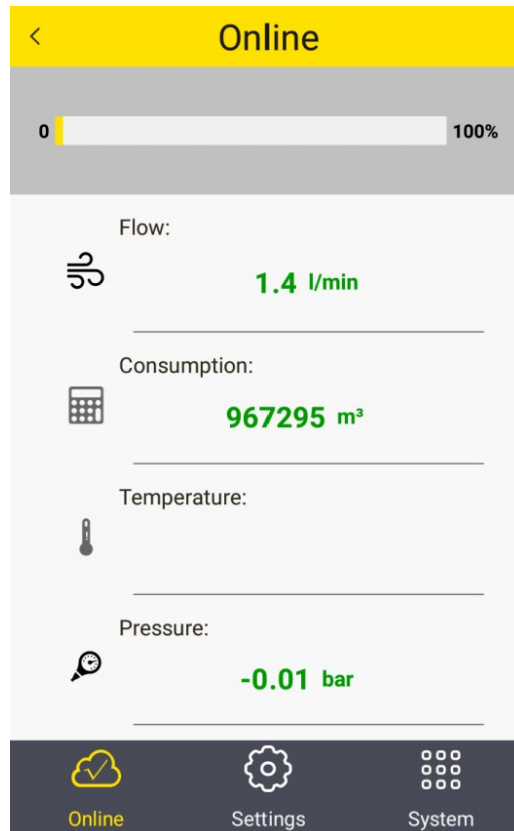 Online
0 100%
Flow:
1.4 l/min
Consumption:
967295 m³
Temperature:
Pressure:
-0.01 bar
Online Settings System